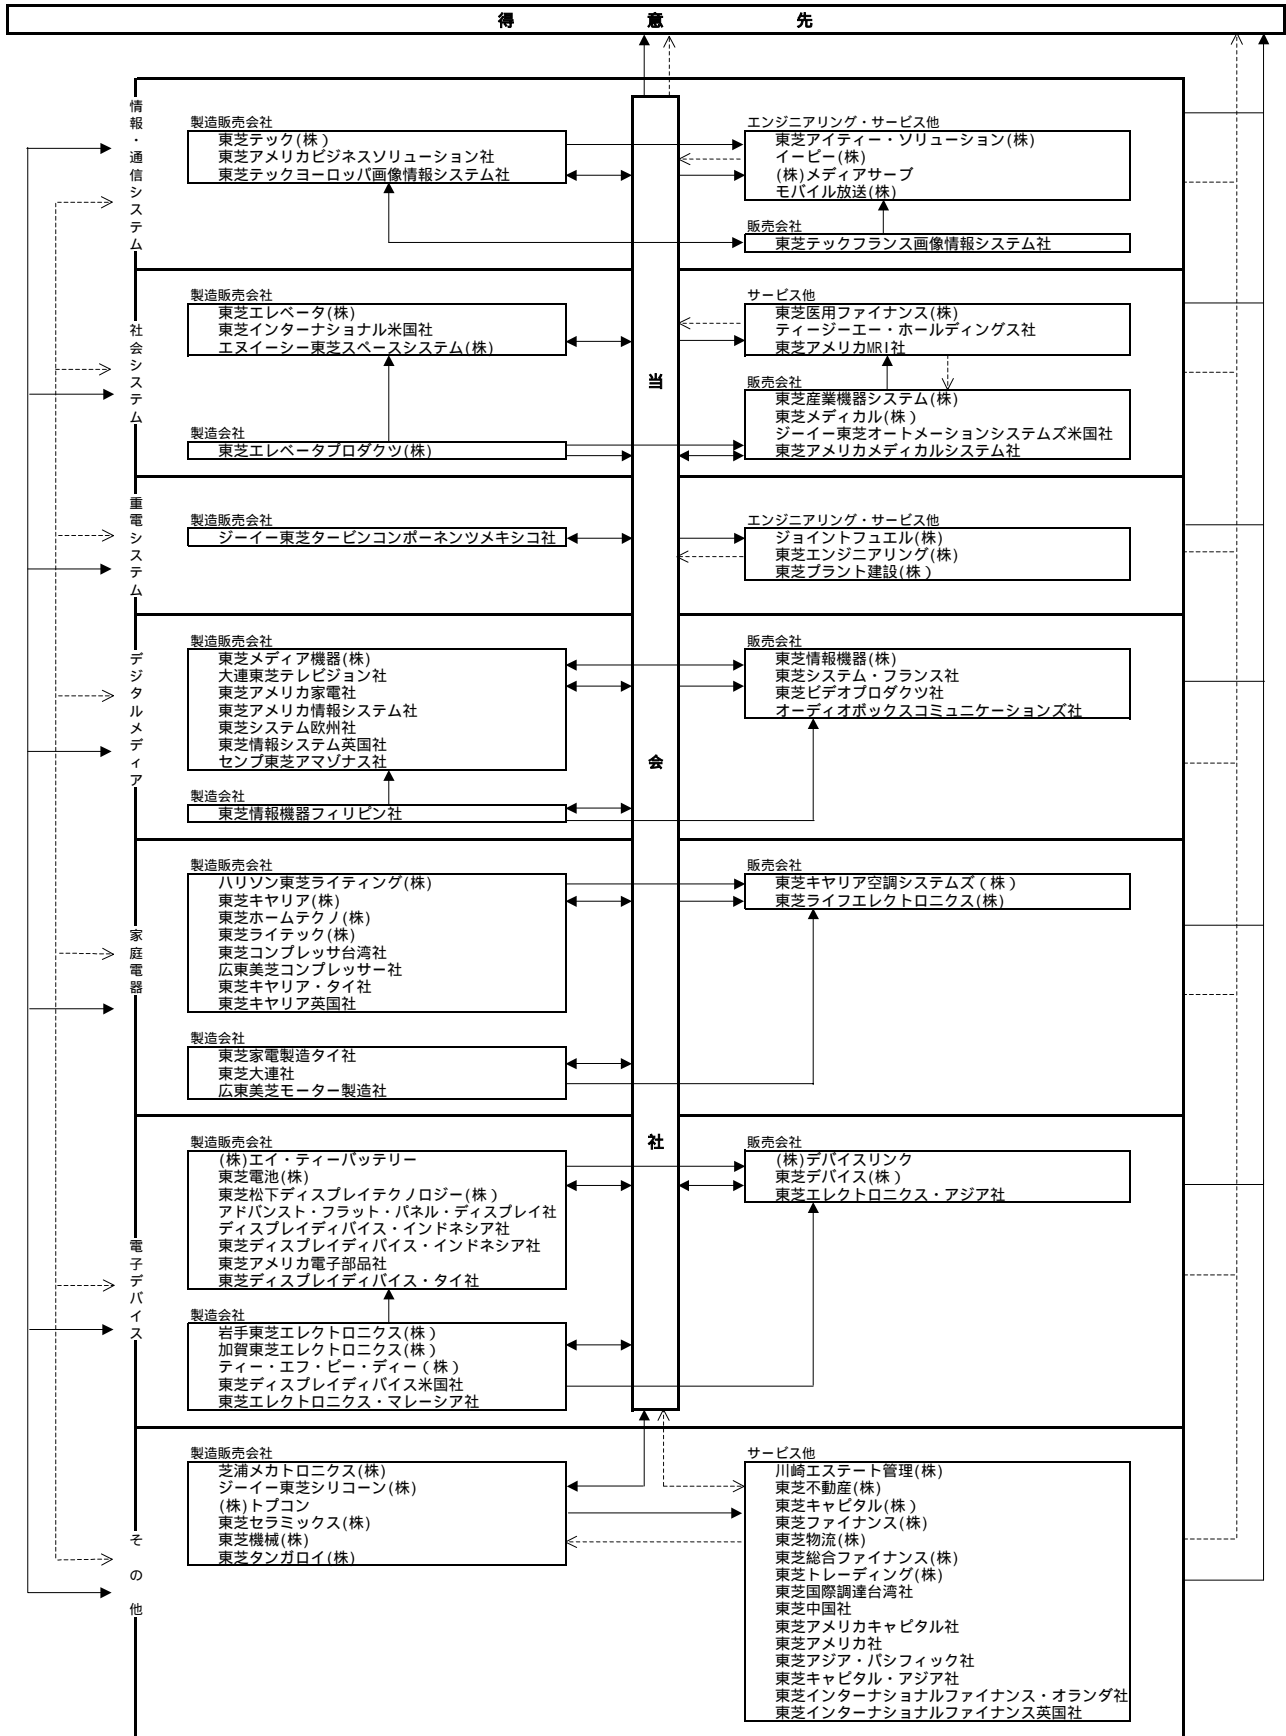 得意先
当会社
情報・通信システム
製造販売会社
東芝テック(株)
東芝アメリカビジネスソリューション社
東芝テックヨーロッパ画像情報システム社
エンジニアリング・サービス他
東芝アイティー・ソリューション(株)
イーピー(株)
(株)メディアサーブ
モバイル放送(株)
販売会社
東芝テックフランス画像情報システム社
社会システム
製造販売会社
東芝エレベータ(株)
東芝インターナショナル米国社
エヌイーシー東芝スペースシステム(株)
製造会社
東芝エレベータプロダクツ(株)
サービス他
東芝医用ファイナンス(株)
ティージーエー・ホールディングス社
東芝アメリカMRI社
販売会社
東芝産業機器システム(株)
東芝メディカル(株)
ジーイー東芝オートメーションシステムズ米国社
東芝アメリカメディカルシステム社
重電システム
製造販売会社
ジーイー東芝タービンコンポーネンツメキシコ社
エンジニアリング・サービス他
ジョイントフュエル(株)
東芝エンジニアリング(株)
東芝プラント建設(株)
デジタルメディア
製造販売会社
東芝メディア機器(株)
大連東芝テレビジョン社
東芝アメリカ家電社
東芝アメリカ情報システム社
東芝システム欧州社
東芝情報システム英国社
センプ東芝アマゾナス社
製造会社
東芝情報機器フィリピン社
販売会社
東芝情報機器(株)
東芝システム・フランス社
東芝ビデオプロダクツ社
オーディオボックスコミュニケーションズ社
家庭電器
製造販売会社
ハリソン東芝ライティング(株)
東芝キヤリア(株)
東芝ホームテクノ(株)
東芝ライテック(株)
東芝コンプレッサ台湾社
広東美芝コンプレッサー社
東芝キヤリア・タイ社
東芝キヤリア英国社
製造会社
東芝家電製造タイ社
東芝大連社
広東美芝モーター製造社
販売会社
東芝キヤリア空調システムズ(株)
東芝ライフエレクトロニクス(株)
電子デバイス
製造販売会社
(株)エイ・ティーバッテリー
東芝電池(株)
東芝松下ディスプレイテクノロジー(株)
アドバンスト・フラット・パネル・ディスプレイ社
ディスプレイディバイス・インドネシア社
東芝ディスプレイディバイス・インドネシア社
東芝アメリカ電子部品社
東芝ディスプレイディバイス・タイ社
製造会社
岩手東芝エレクトロニクス(株)
加賀東芝エレクトロニクス(株)
ティー・エフ・ピー・ディー(株)
東芝ディスプレイディバイス米国社
東芝エレクトロニクス・マレーシア社
販売会社
(株)デバイスリンク
東芝デバイス(株)
東芝エレクトロニクス・アジア社
その他
製造販売会社
芝浦メカトロニクス(株)
ジーイー東芝シリコーン(株)
(株)トプコン
東芝セラミックス(株)
東芝機械(株)
東芝タンガロイ(株)
サービス他
川崎エステート管理(株)
東芝不動産(株)
東芝キャピタル(株)
東芝ファイナンス(株)
東芝物流(株)
東芝総合ファイナンス(株)
東芝トレーディング(株)
東芝国際調達台湾社
東芝中国社
東芝アメリカキャピタル社
東芝アメリカ社
東芝アジア・パシフィック社
東芝キャピタル・アジア社
東芝インターナショナルファイナンス・オランダ社
東芝インターナショナルファイナンス英国社